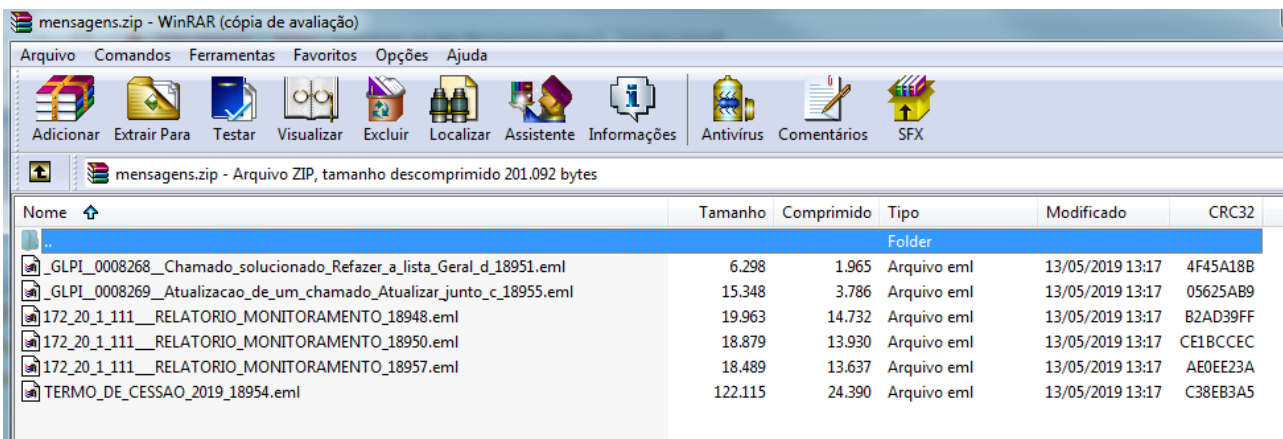 mensagens.zip - WinRAR (cópia de avaliação)
Arquivo Comandos Ferramentas Favoritos Opções Ajuda
Adicionar Extrair Para Testar Visualizar Excluir Localizar Assistente Informações Antivírus Comentários SFX
mensagens.zip - Arquivo ZIP, tamanho descomprimido 201.092 bytes
Nome Tamanho Comprimido Tipo Modificado CRC32
.. Folder
_GLPI__0008268__Chamado_solucionado_Refazer_a_lista_Geral_d_18951.eml 6.298 1.965 Arquivo eml 13/05/2019 13:17 4F45A18B
_GLPI__0008269__Atualizacao_de_um_chamado_Atualizar_junto_c_18955.eml 15.348 3.786 Arquivo eml 13/05/2019 13:17 05625AB9
172_20_1_111___RELATORIO_MONITORAMENTO_18948.eml 19.963 14.732 Arquivo eml 13/05/2019 13:17 B2AD39FF
172_20_1_111___RELATORIO_MONITORAMENTO_18950.eml 18.879 13.930 Arquivo eml 13/05/2019 13:17 CE1BCCEC
172_20_1_111___RELATORIO_MONITORAMENTO_18957.eml 18.489 13.637 Arquivo eml 13/05/2019 13:17 AE0EE23A
TERMO_DE_CESSAO_2019_18954.eml 122.115 24.390 Arquivo eml 13/05/2019 13:17 C38EB3A5